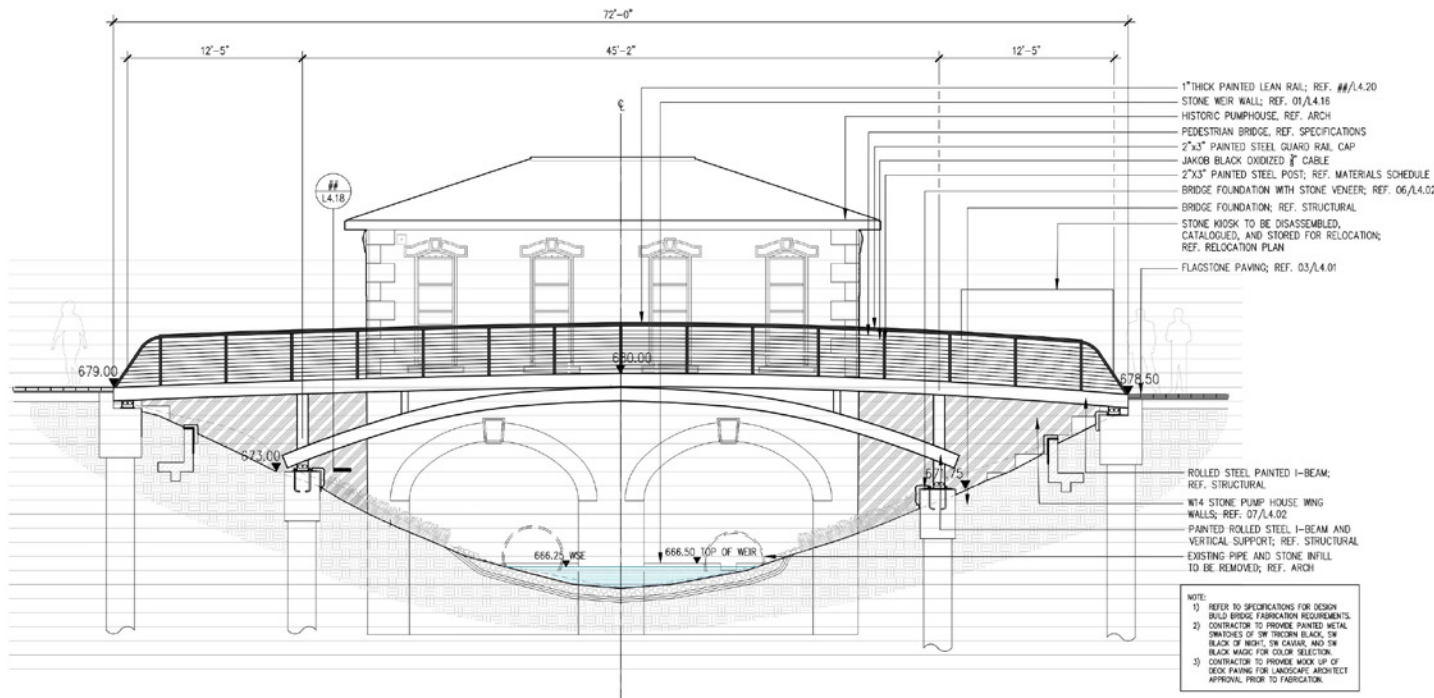 72'-0"
12'-5"
45'-2"
12'-5"
℄
1"THICK PAINTED LEAN RAIL; REF. ##/L4.20
STONE WEIR WALL; REF. 01/L4.16
HISTORIC PUMPHOUSE, REF. ARCH
PEDESTRIAN BRIDGE, REF. SPECIFICATIONS
2"x3" PAINTED STEEL GUARD RAIL CAP
JAKOB BLACK OXIDIZED CABLE
2"X3" PAINTED STEEL POST; REF. MATERIALS SCHEDULE
BRIDGE FOUNDATION WITH STONE VENEER; REF. 06/L4.02
BRIDGE FOUNDATION; REF. STRUCTURAL
STONE KIOSK TO BE DISASSEMBLED,
CATALOGUED, AND STORED FOR RELOCATION;
REF. RELOCATION PLAN
FLAGSTONE PAVING; REF. 03/L4.01
##
L4.18
679.00
680.00
678.50
673.00
671.75
666.25 WSE
666.50 TOP OF WEIR
ROLLED STEEL PAINTED I-BEAM;
REF. STRUCTURAL
W14 STONE PUMP HOUSE WING
WALLS; REF. 07/L4.02
PAINTED ROLLED STEEL I-BEAM AND
VERTICAL SUPPORT; REF. STRUCTURAL
EXISTING PIPE AND STONE INFILL
TO BE REMOVED; REF. ARCH
NOTE:
1) REFER TO SPECIFICATIONS FOR DESIGN
BUILD BRIDGE FABRICATION REQUIREMENTS.
2) CONTRACTOR TO PROVIDE PAINTED METAL
SWATCHES OF SW TRICORN BLACK, SW
BLACK OF NIGHT, SW CAVIAR, AND SW
BLACK MAGIC FOR COLOR SELECTION.
3) CONTRACTOR TO PROVIDE MOCK UP OF
DECK PAVING FOR LANDSCAPE ARCHITECT
APPROVAL PRIOR TO FABRICATION.